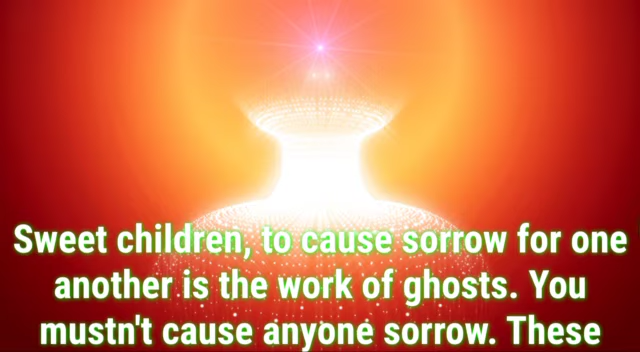 Sweet children, to cause sorrow for one
another is the work of ghosts. You
mustn't cause anyone sorrow. These